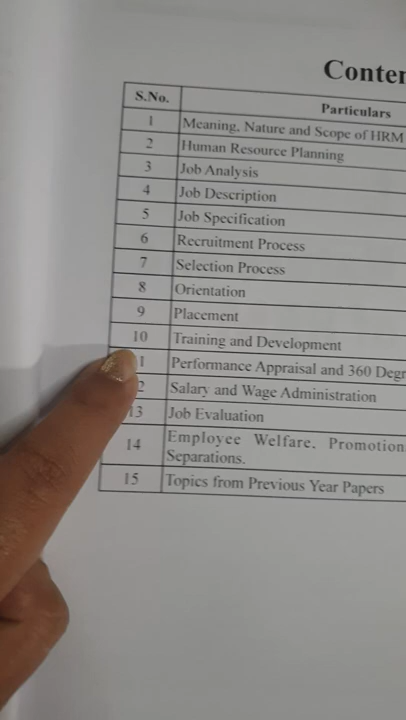 Conten
S.No. Particulars
1 Meaning, Nature and Scope of HRM
2 Human Resource Planning
3 Job Analysis
4 Job Description
5 Job Specification
6 Recruitment Process
7 Selection Process
8 Orientation
9 Placement
10 Training and Development
1 Performance Appraisal and 360 Degr
2 Salary and Wage Administration
13 Job Evaluation
14 Employee Welfare, Promotion
Separations.
15 Topics from Previous Year Papers